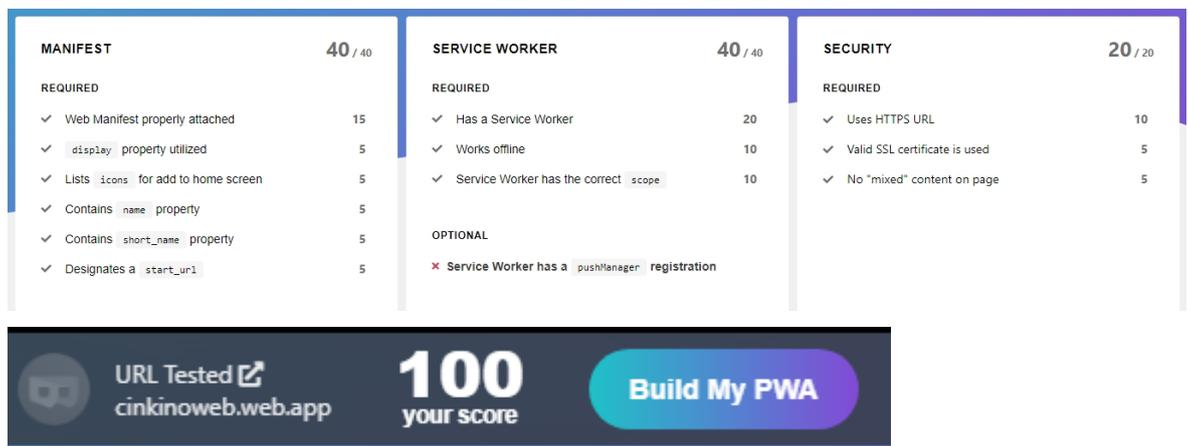 MANIFEST 40 / 40
REQUIRED
Web Manifest properly attached 15
display property utilized 5
Lists icons for add to home screen 5
Contains name property 5
Contains short_name property 5
Designates a start_url 5
SERVICE WORKER 40 / 40
REQUIRED
Has a Service Worker 20
Works offline 10
Service Worker has the correct scope 10
OPTIONAL
Service Worker has a pushManager registration
SECURITY 20 / 20
REQUIRED
Uses HTTPS URL 10
Valid SSL certificate is used 5
No "mixed" content on page 5
URL Tested
cinkinoweb.web.app
100
your score
Build My PWA